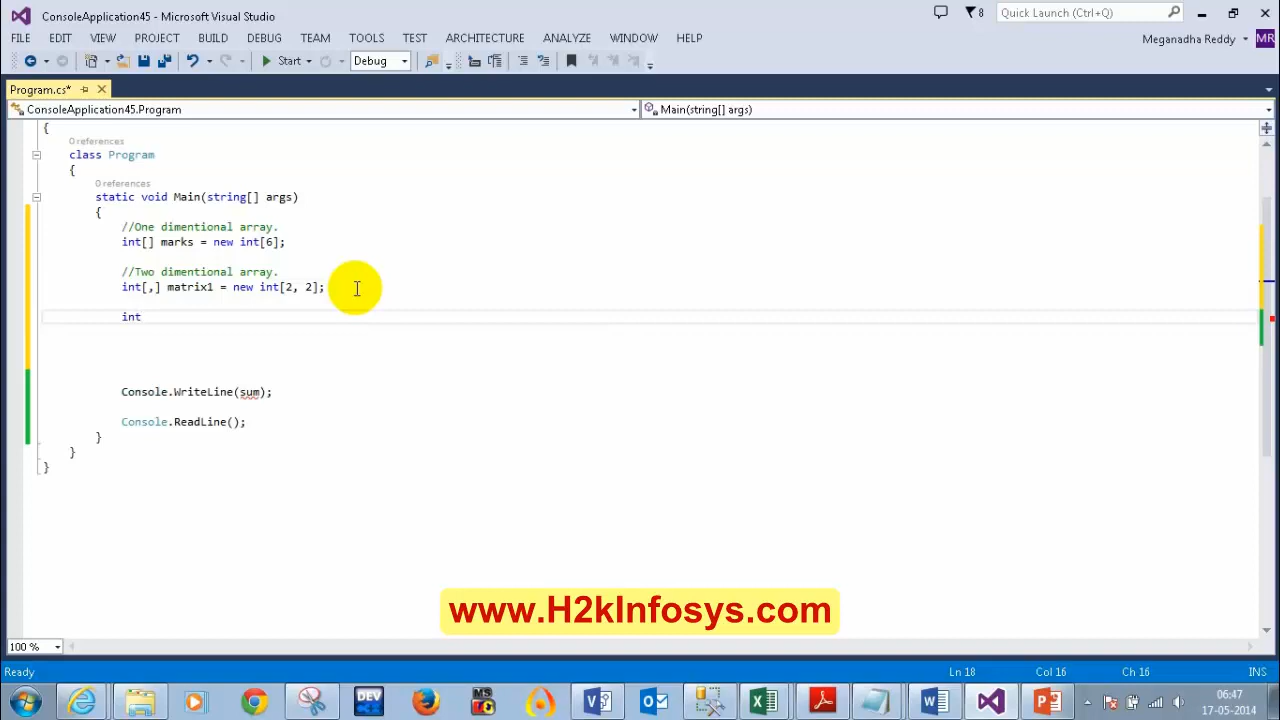 ConsoleApplication45 - Microsoft Visual Studio
8
Quick Launch (Ctrl+Q)
FILE EDIT VIEW PROJECT BUILD DEBUG TEAM TOOLS TEST ARCHITECTURE ANALYZE WINDOW HELP
Meganadha Reddy MR
Start Debug
Program.cs*
ConsoleApplication45.Program
Main(string[] args)
{
0 references
class Program
{
0 references
static void Main(string[] args)
{
//One dimentional array.
int[] marks = new int[6];
//Two dimentional array.
int[,] matrix1 = new int[2, 2];
int
Console.WriteLine(sum);
Console.ReadLine();
}
}
}
www.H2kInfosys.com
100 %
Ready Ln 18 Col 16 Ch 16 INS
DEV
MS
06:47
17-05-2014